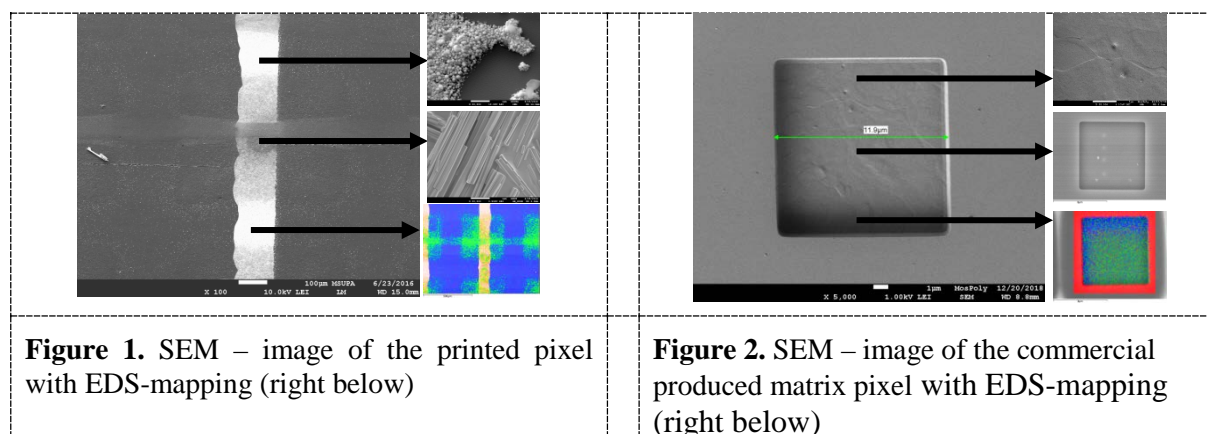 11.9μm
100μm MSUPA 6/23/2016
X 100 10.0kV LEI LM WD 15.0mm
1μm MosPoly 12/20/2018
X 5,000 1.00kV LEI SEM WD 8.8mm
Figure 1. SEM – image of the printed pixel
with EDS-mapping (right below)
Figure 2. SEM – image of the commercial
produced matrix pixel with EDS-mapping
(right below)